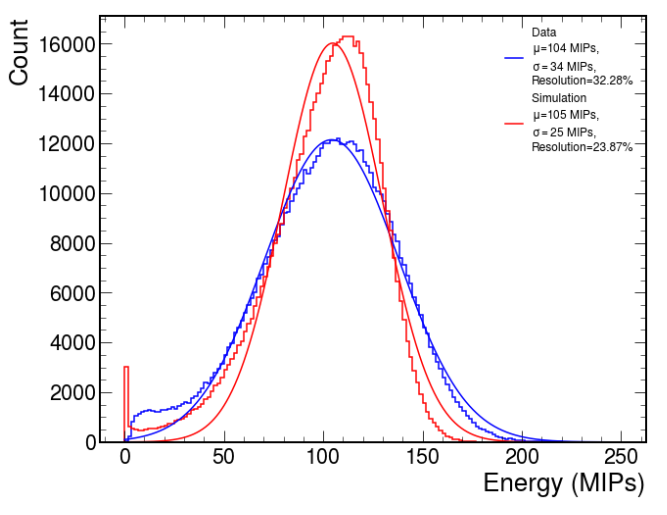 Count
16000
14000
12000
10000
8000
6000
4000
2000
0
0
50
100
150
200
250
Energy (MIPs)
Data
μ=104 MIPs,
σ=34 MIPs,
Resolution=32.28%
Simulation
μ=105 MIPs,
σ=25 MIPs,
Resolution=23.87%